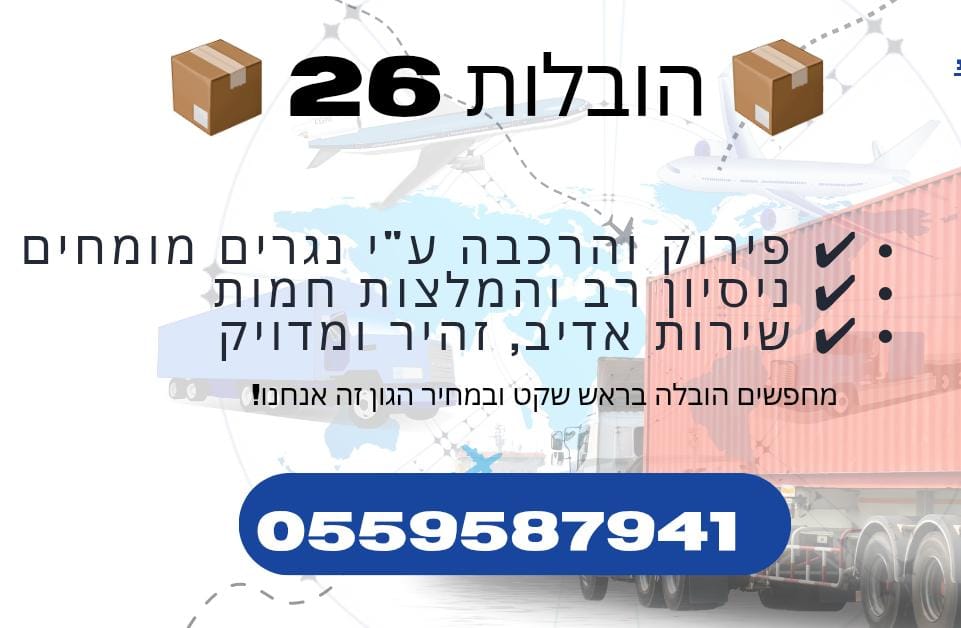 📦 הובלות 26 📦
• ✔ פירוק והרכבה ע"י נגרים מומחים
• ✔ ניסיון רב והמלצות חמות
• ✔ שירות אדיב, זהיר ומדויק
מחפשים הובלה בראש שקט ובמחיר הגון זה אנחנו!
0559587941